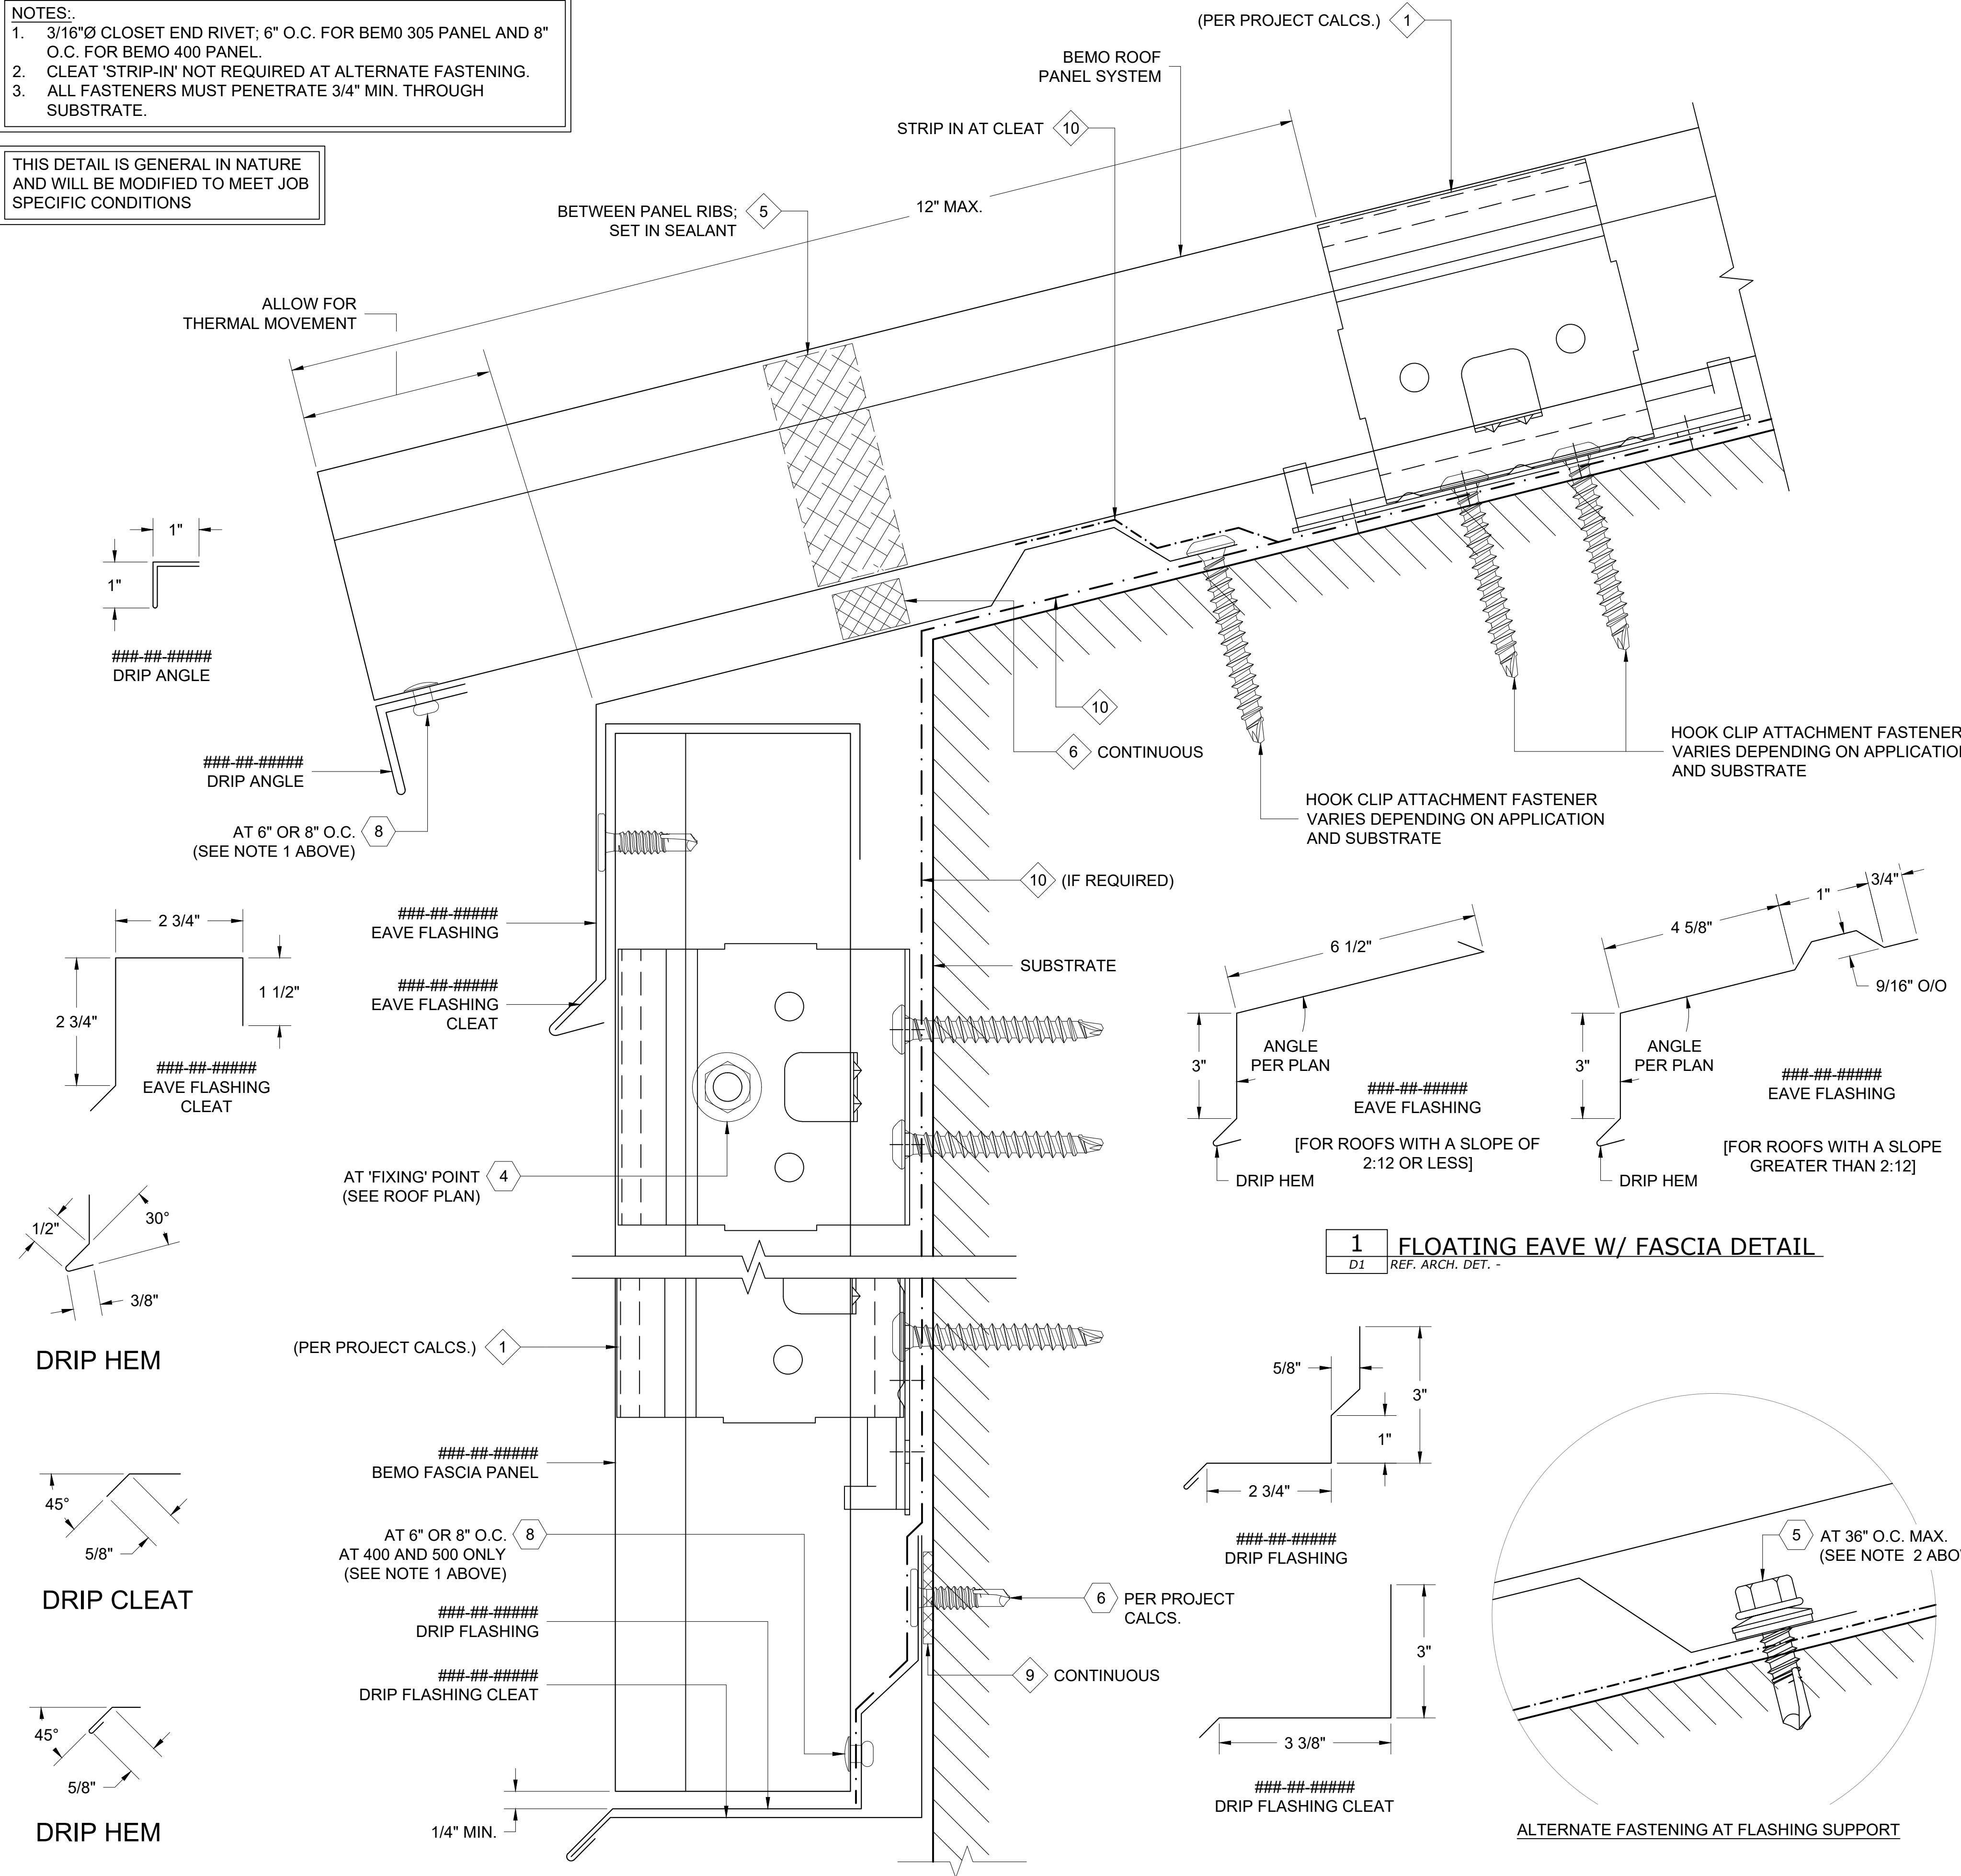 NOTES:.
1. 3/16"Ø CLOSET END RIVET; 6" O.C. FOR BEM0 305 PANEL AND 8"
O.C. FOR BEMO 400 PANEL.
2. CLEAT 'STRIP-IN' NOT REQUIRED AT ALTERNATE FASTENING.
3. ALL FASTENERS MUST PENETRATE 3/4" MIN. THROUGH
SUBSTRATE.
THIS DETAIL IS GENERAL IN NATURE
AND WILL BE MODIFIED TO MEET JOB
SPECIFIC CONDITIONS
(PER PROJECT CALCS.) 1
BEMO ROOF
PANEL SYSTEM
STRIP IN AT CLEAT 10
BETWEEN PANEL RIBS; 5
SET IN SEALANT
12" MAX.
ALLOW FOR
THERMAL MOVEMENT
1"
1"
###-##-#####
DRIP ANGLE
###-##-#####
DRIP ANGLE
AT 6" OR 8" O.C. 8
(SEE NOTE 1 ABOVE)
10
6 CONTINUOUS
HOOK CLIP ATTACHMENT FASTENER
VARIES DEPENDING ON APPLICATION
AND SUBSTRATE
HOOK CLIP ATTACHMENT FASTENER
VARIES DEPENDING ON APPLICATION
AND SUBSTRATE
10 (IF REQUIRED)
SUBSTRATE
2 3/4"
2 3/4"
1 1/2"
###-##-#####
EAVE FLASHING
CLEAT
###-##-#####
EAVE FLASHING
###-##-#####
EAVE FLASHING
CLEAT
6 1/2"
3"
ANGLE
PER PLAN
###-##-#####
EAVE FLASHING
[FOR ROOFS WITH A SLOPE OF
2:12 OR LESS]
DRIP HEM
4 5/8"
1"
3/4"
9/16" O/O
3"
ANGLE
PER PLAN
###-##-#####
EAVE FLASHING
[FOR ROOFS WITH A SLOPE
GREATER THAN 2:12]
DRIP HEM
AT 'FIXING' POINT 4
(SEE ROOF PLAN)
1/2"
30°
3/8"
DRIP HEM
1 FLOATING EAVE W/ FASCIA DETAIL
D1 REF. ARCH. DET. -
(PER PROJECT CALCS.) 1
###-##-#####
BEMO FASCIA PANEL
45°
5/8"
DRIP CLEAT
AT 6" OR 8" O.C. 8
AT 400 AND 500 ONLY
(SEE NOTE 1 ABOVE)
###-##-#####
DRIP FLASHING
###-##-#####
DRIP FLASHING CLEAT
6 PER PROJECT
CALCS.
9 CONTINUOUS
45°
5/8"
DRIP HEM
1/4" MIN.
5/8"
3"
1"
2 3/4"
###-##-#####
DRIP FLASHING
3"
3 3/8"
###-##-#####
DRIP FLASHING CLEAT
5 AT 36" O.C. MAX.
(SEE NOTE 2 ABO
ALTERNATE FASTENING AT FLASHING SUPPORT